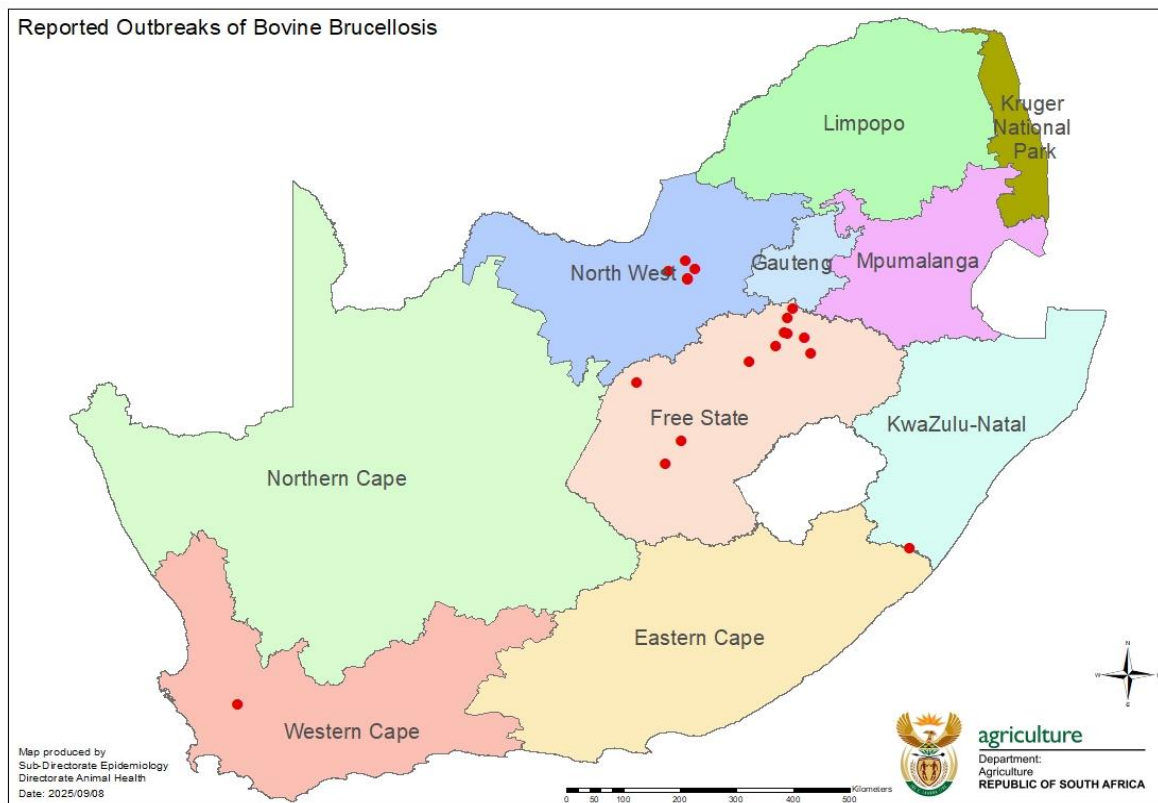 Reported Outbreaks of Bovine Brucellosis
Limpopo
Kruger
National
Park
North West
Gauteng
Mpumalanga
Free State
KwaZulu-Natal
Northern Cape
Eastern Cape
Western Cape
N
W
S
Map produced by
Sub-Directorate Epidemiology
Directorate Animal Health
Date: 2025/09/08
Kilometers
0 50 100 200 300 400 500
agriculture
Department:
Agriculture
REPUBLIC OF SOUTH AFRICA